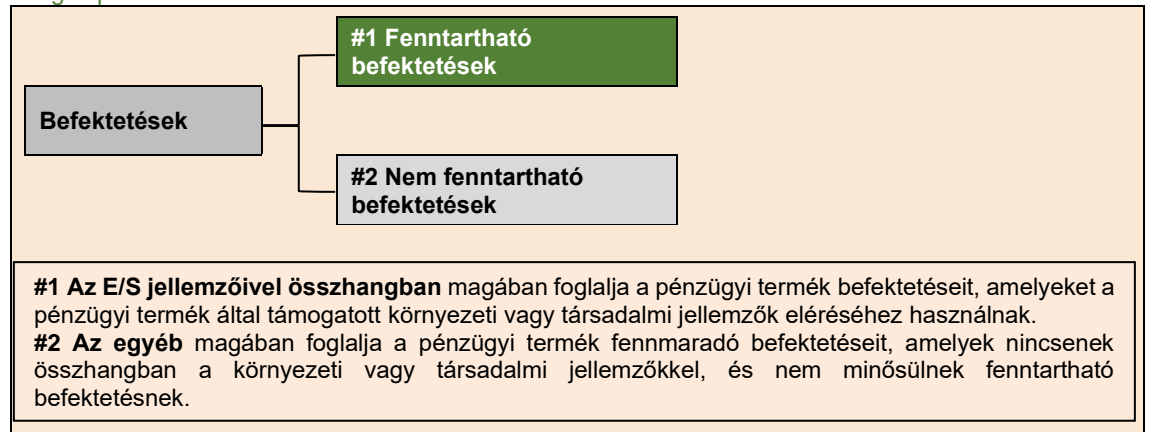 #1 Fenntartható
befektetések
Befektetések
#2 Nem fenntartható
befektetések
#1 Az E/S jellemzőivel összhangban magában foglalja a pénzügyi termék befektetéseit, amelyeket a
pénzügyi termék által támogatott környezeti vagy társadalmi jellemzők eléréséhez használnak.
#2 Az egyéb magában foglalja a pénzügyi termék fennmaradó befektetéseit, amelyek nincsenek
összhangban a környezeti vagy társadalmi jellemzőkkel, és nem minősülnek fenntartható
befektetésnek.